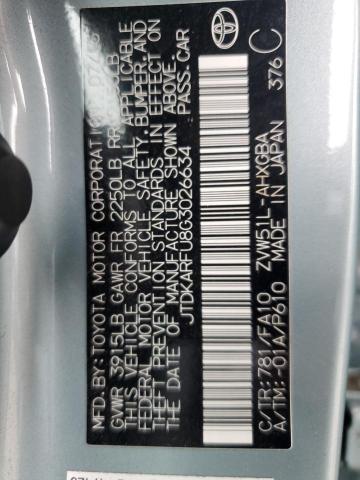 MFD. BY: TOYOTA MOTOR CORPORATION
GVWR 3915LB GAWR FR 2250LB RR
THIS VEHICLE CONFORMS TO ALL APPLICABLE
FEDERAL MOTOR VEHICLE SAFETY, BUMPER, AND
THEFT PREVENTION STANDARDS IN EFFECT ON
THE DATE OF MANUFACTURE SHOWN ABOVE.
JTDKARFU8G3026634 PASS.CAR
C/TR: 781/FA10 ZVW51L-AHXGBA
A/TM: -01A/P610 MADE IN JAPAN 376 C